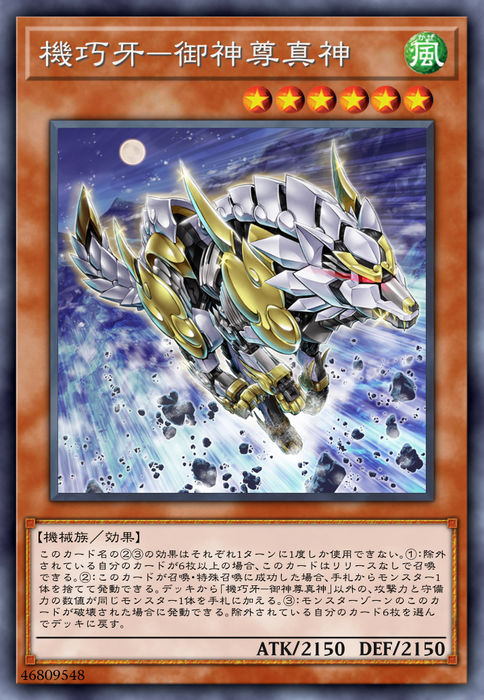 機巧牙－御神尊真神
かぜ
風
【機械族／効果】
このカード名の②③の効果はそれぞれ1ターンに1度しか使用できない。①：除外
されている自分のカードが6枚以上の場合、このカードはリリースなしで召喚
できる。②：このカードが召喚・特殊召喚に成功した場合、手札からモンスター1
体を捨てて発動できる。デッキから「機巧牙－御神尊真神」以外の、攻撃力と守備
力の数値が同じモンスター1体を手札に加える。③：モンスターゾーンのこのカー
ドが破壊された場合に発動できる。除外されている自分のカード6枚を選ん
でデッキに戻す。
ATK/2150 DEF/2150
46809548